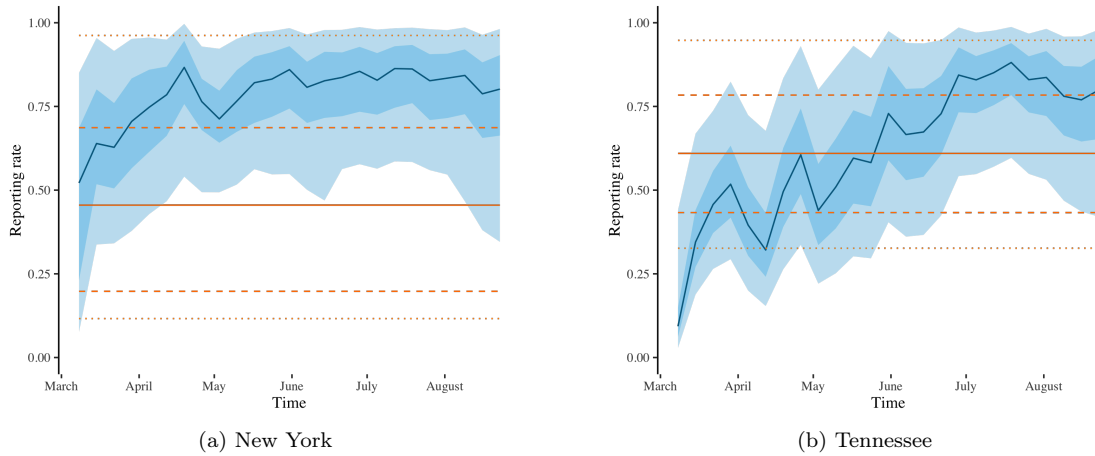 1.00
0.75
0.50
0.25
0.00
Reporting rate
March April May June July August
Time
(a) New York
1.00
0.75
0.50
0.25
0.00
Reporting rate
March April May June July August
Time
(b) Tennessee